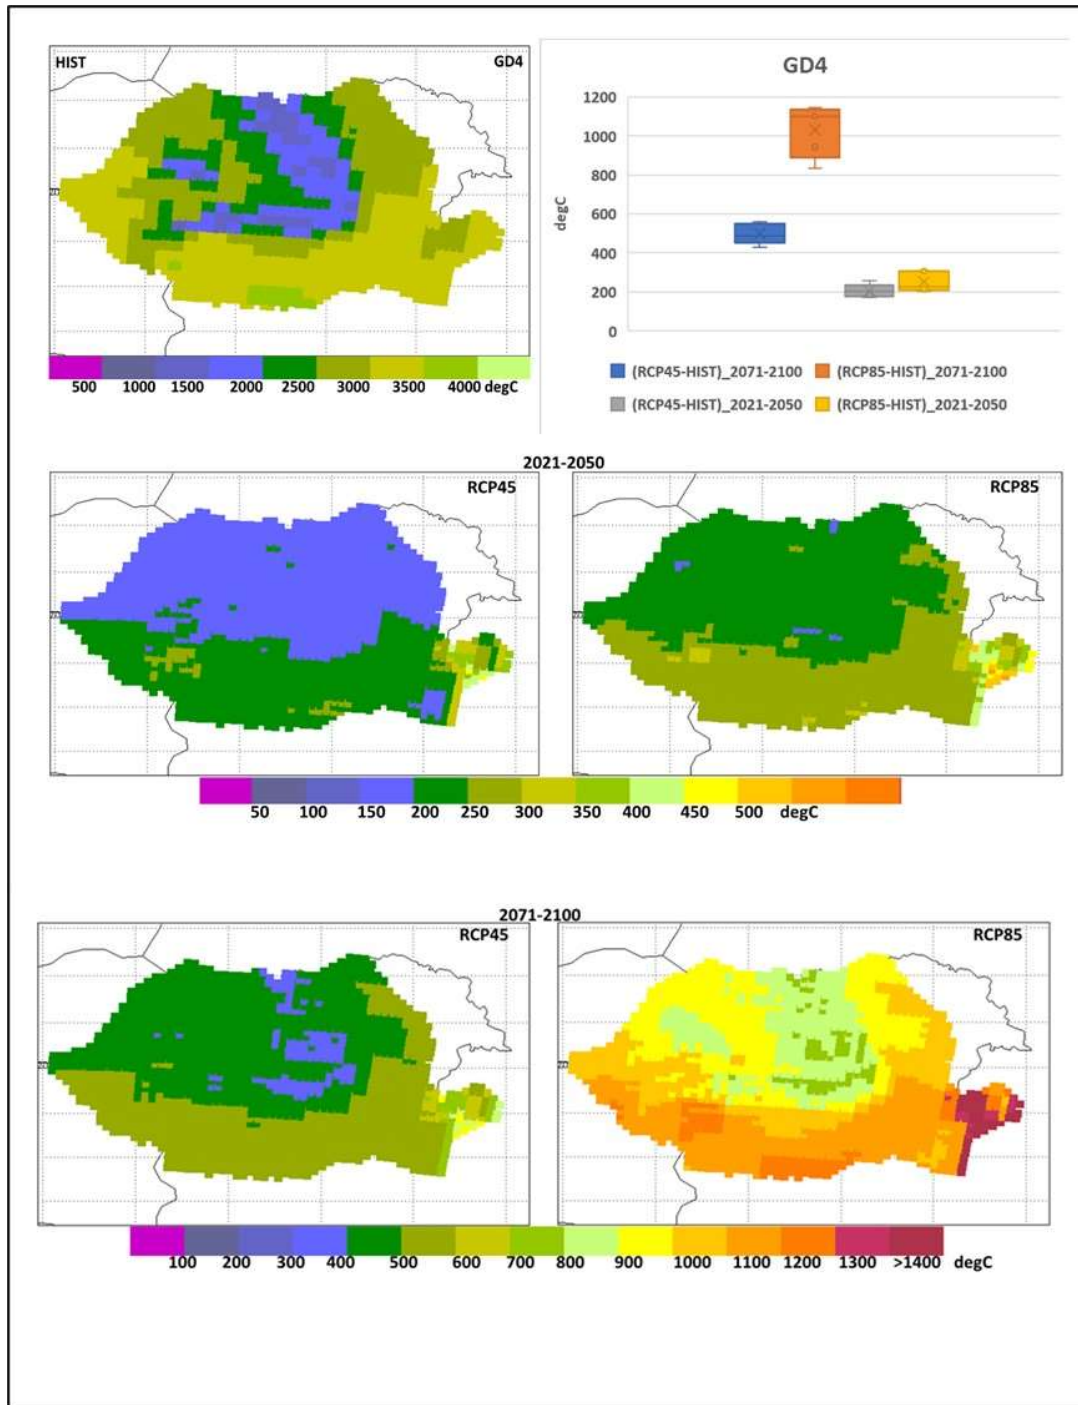 HIST GD4
500 1000 1500 2000 2500 3000 3500 4000 degC
GD4
1200
1000
800
600
400
200
0
degC
(RCP45-HIST)_2071-2100 (RCP85-HIST)_2071-2100
(RCP45-HIST)_2021-2050 (RCP85-HIST)_2021-2050
2021-2050
RCP45 RCP85
50 100 150 200 250 300 350 400 450 500 degC
2071-2100
RCP45 RCP85
100 200 300 400 500 600 700 800 900 1000 1100 1200 1300 >1400 degC